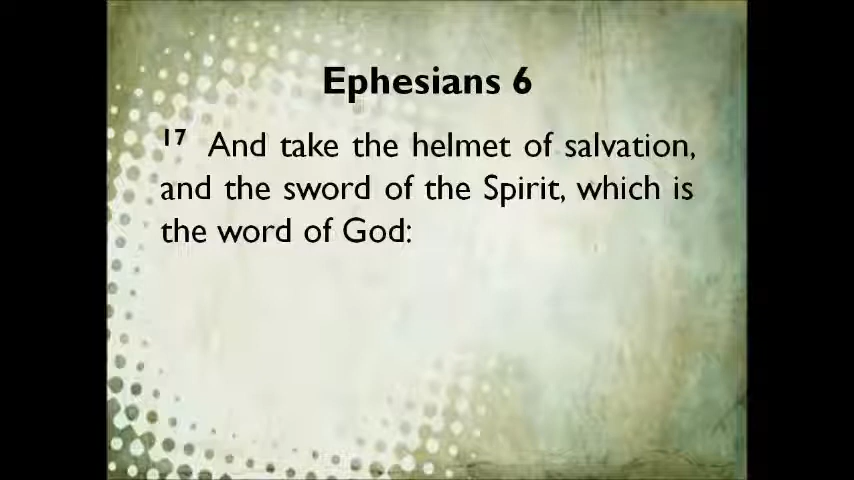 Ephesians 6
17 And take the helmet of salvation,
and the sword of the Spirit, which is
the word of God: